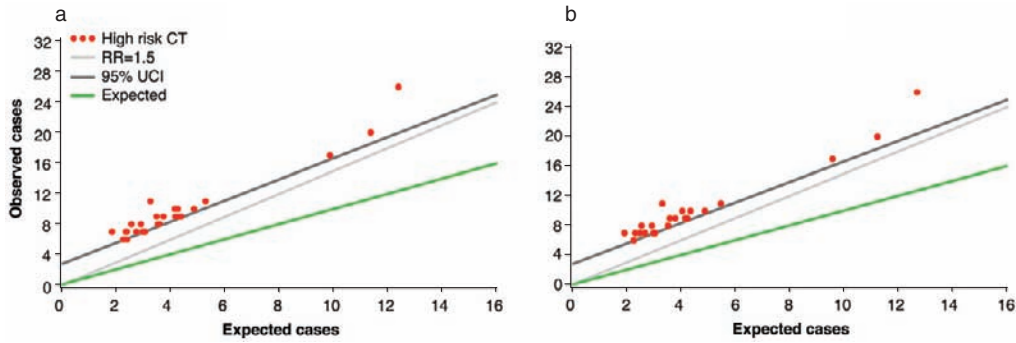 a
High risk CT
RR=1.5
95% UCI
Expected
Observed cases
32
28
24
20
16
12
8
4
0
0 2 4 6 8 10 12 14 16
Expected cases
b
32
28
24
20
16
12
8
4
0
0 2 4 6 8 10 12 14 16
Expected cases